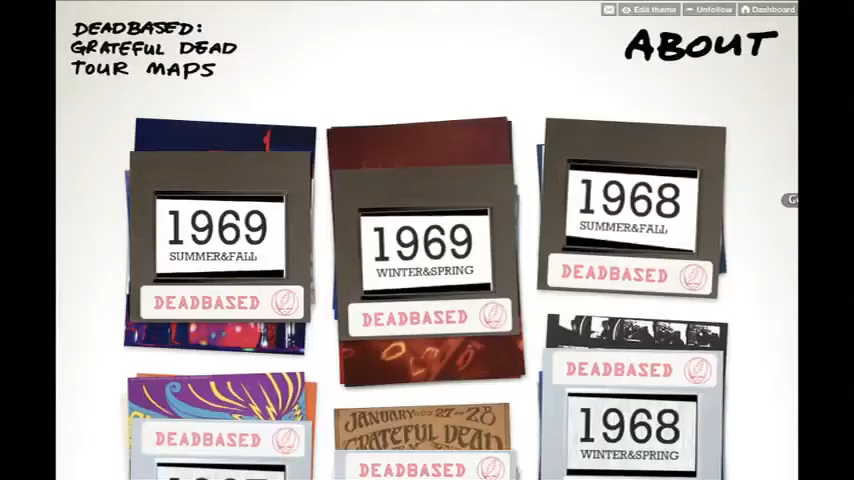 Edit theme
Unfollow
Dashboard
DEADBASED:
GRATEFUL DEAD
TOUR MAPS
ABOUT
1969
SUMMER&FALL
DEADBASED
1969
WINTER&SPRING
DEADBASED
1968
SUMMER&FALL
DEADBASED
DEADBASED
JANUARY 27 28
GRATEFUL DEAD
DEADBASED
DEADBASED
1968
WINTER&SPRING